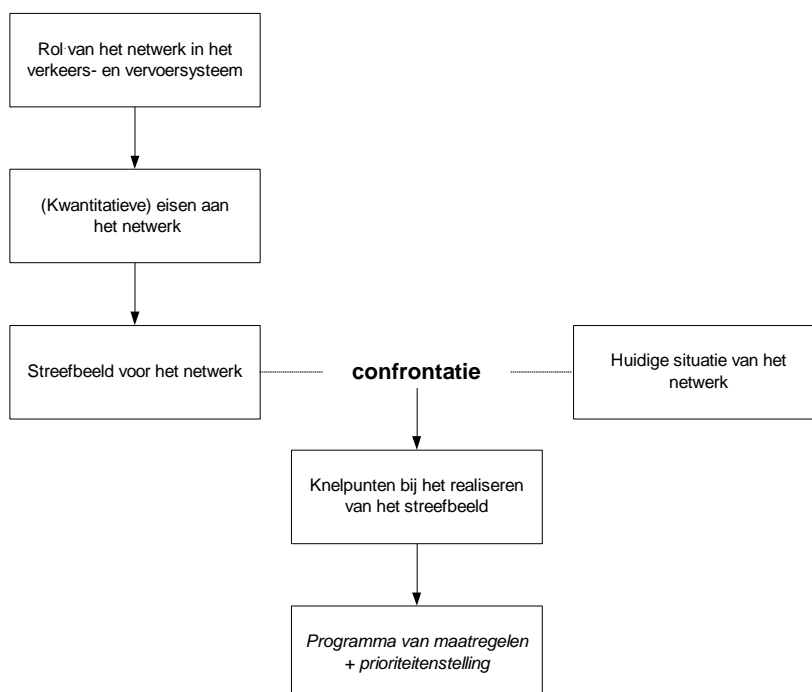 Rol van het netwerk in het
verkeers- en vervoersysteem
(Kwantitatieve) eisen aan
het netwerk
Streefbeeld voor het netwerk
confrontatie
Huidige situatie van het
netwerk
Knelpunten bij het realiseren
van het streefbeeld
Programma van maatregelen
+ prioriteitenstelling